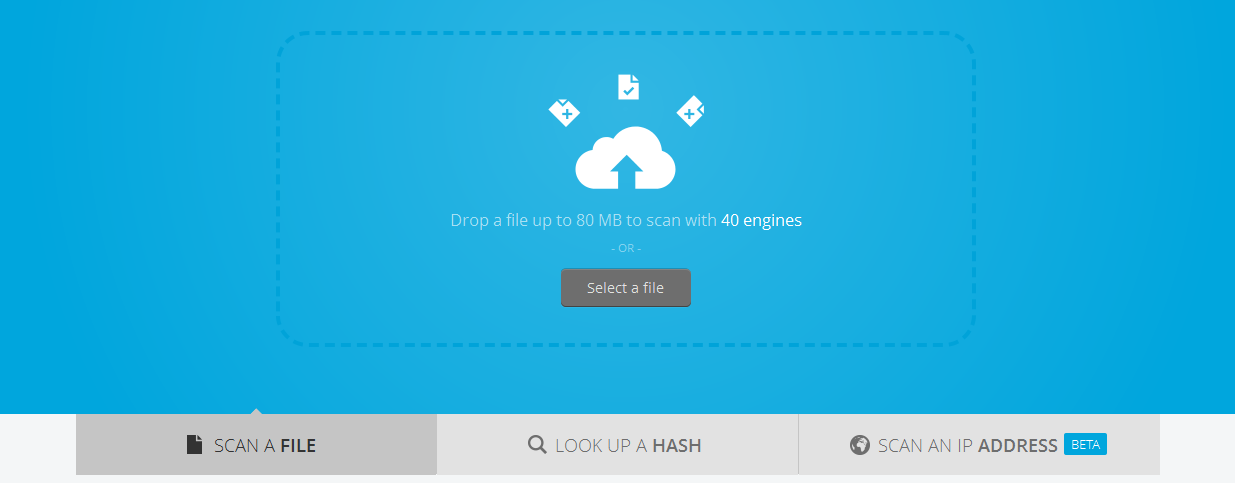 Drop a file up to 80 MB to scan with 40 engines
- OR -
Select a file
SCAN A FILE
LOOK UP A HASH
SCAN AN IP ADDRESS BETA